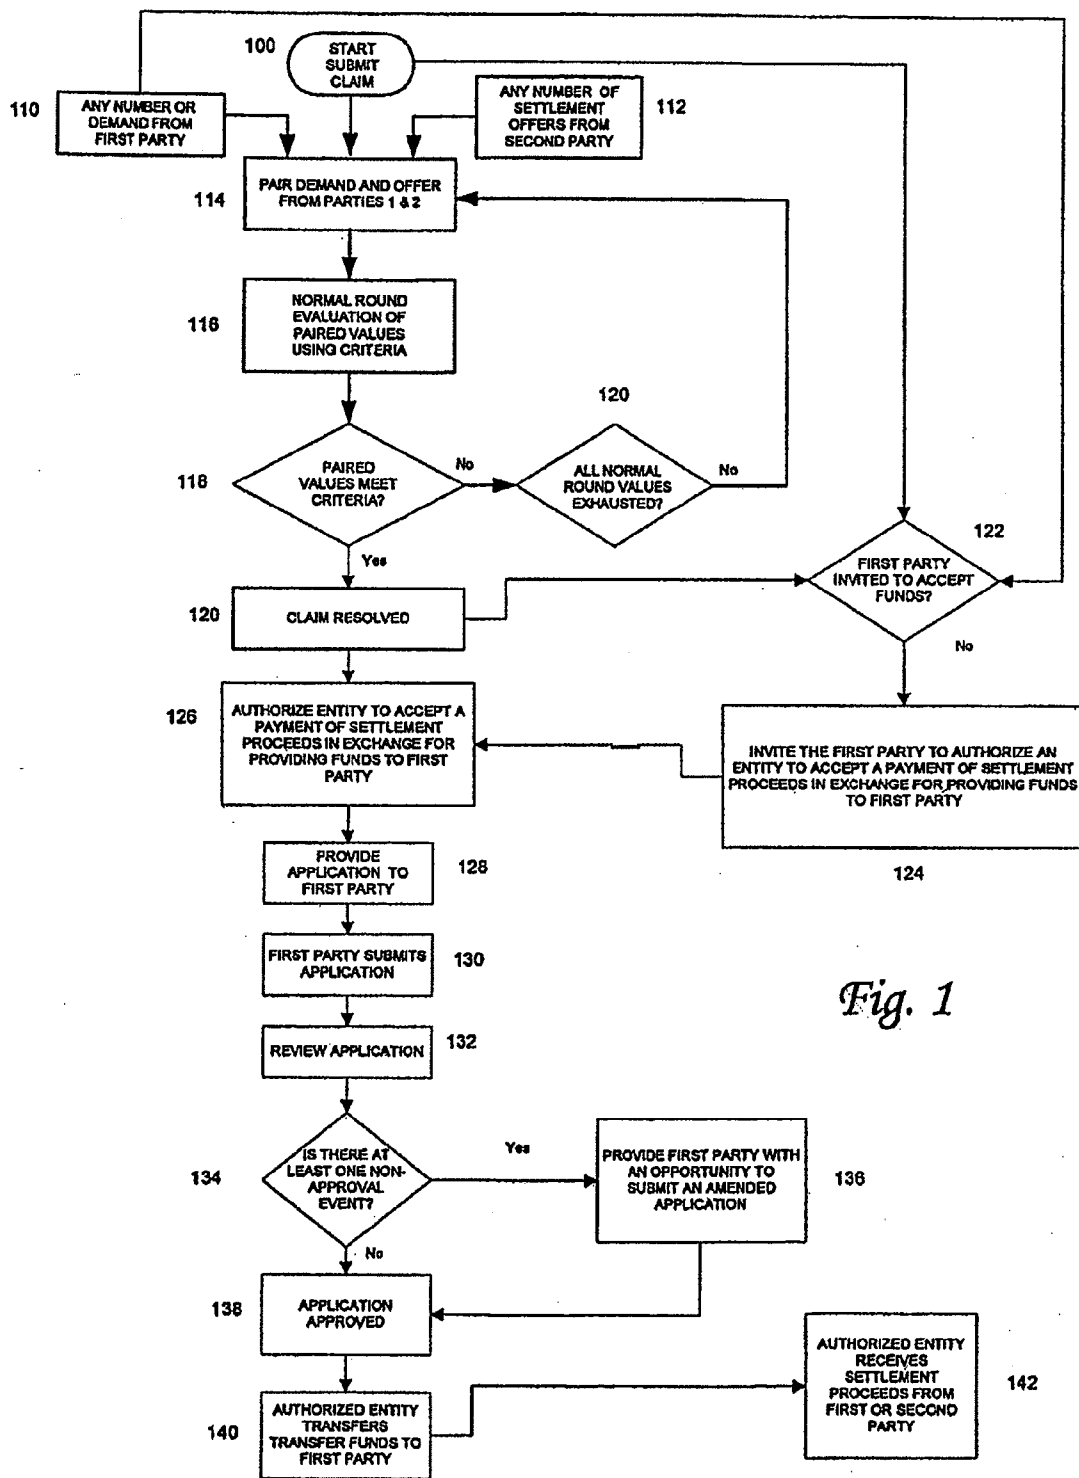 100
START
SUBMIT
CLAIM
110
ANY NUMBER OR
DEMAND FROM
FIRST PARTY
ANY NUMBER OF
SETTLEMENT
OFFERS FROM
SECOND PARTY
112
114
PAIR DEMAND AND OFFER
FROM PARTIES 1 & 2
116
NORMAL ROUND
EVALUATION OF
PAIRED VALUES
USING CRITERIA
118
PAIRED
VALUES MEET
CRITERIA?
No
120
ALL NORMAL
ROUND VALUES
EXHAUSTED?
No
Yes
122
FIRST PARTY
INVITED TO ACCEPT
FUNDS?
No
120
CLAIM RESOLVED
126
AUTHORIZE ENTITY TO ACCEPT A
PAYMENT OF SETTLEMENT
PROCEEDS IN EXCHANGE FOR
PROVIDING FUNDS TO FIRST
PARTY
INVITE THE FIRST PARTY TO AUTHORIZE AN
ENTITY TO ACCEPT A PAYMENT OF SETTLEMENT
PROCEEDS IN EXCHANGE FOR PROVIDING FUNDS
TO FIRST PARTY
124
PROVIDE
APPLICATION TO
FIRST PARTY
128
FIRST PARTY SUBMITS
APPLICATION
130
REVIEW APPLICATION
132
Fig. 1
134
IS THERE AT
LEAST ONE NON-
APPROVAL
EVENT?
Yes
PROVIDE FIRST PARTY WITH
AN OPPORTUNITY TO
SUBMIT AN AMENDED
APPLICATION
136
No
138
APPLICATION
APPROVED
140
AUTHORIZED ENTITY
TRANSFERS
TRANSFER FUNDS TO
FIRST PARTY
AUTHORIZED ENTITY
RECEIVES
SETTLEMENT
PROCEEDS FROM
FIRST OR SECOND
PARTY
142